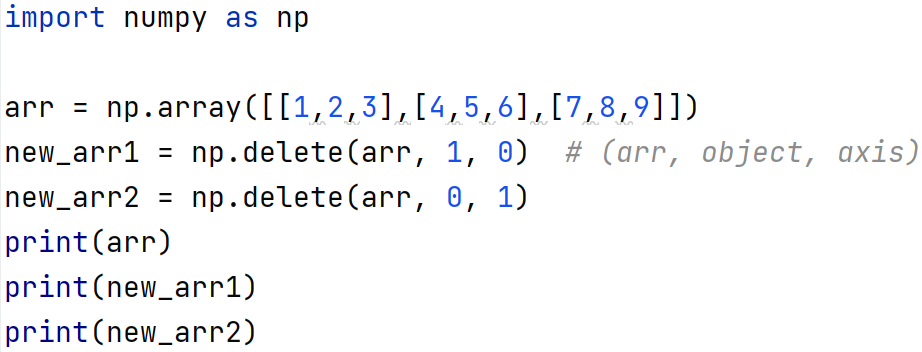 import numpy as np
arr = np.array([[1,2,3],[4,5,6],[7,8,9]])
new_arr1 = np.delete(arr, 1, 0)  # (arr, object, axis)
new_arr2 = np.delete(arr, 0, 1)
print(arr)
print(new_arr1)
print(new_arr2)